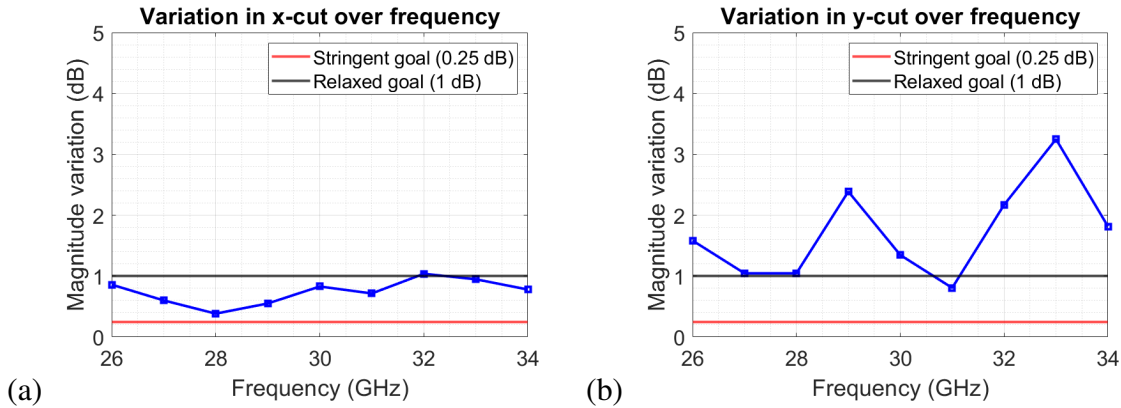 Variation in x-cut over frequency
Stringent goal (0.25 dB)
Relaxed goal (1 dB)
Magnitude variation (dB)
5
4
3
2
1
0
26
28
30
32
34
Frequency (GHz)
(a)
Variation in y-cut over frequency
Stringent goal (0.25 dB)
Relaxed goal (1 dB)
Magnitude variation (dB)
5
4
3
2
1
0
26
28
30
32
34
Frequency (GHz)
(b)